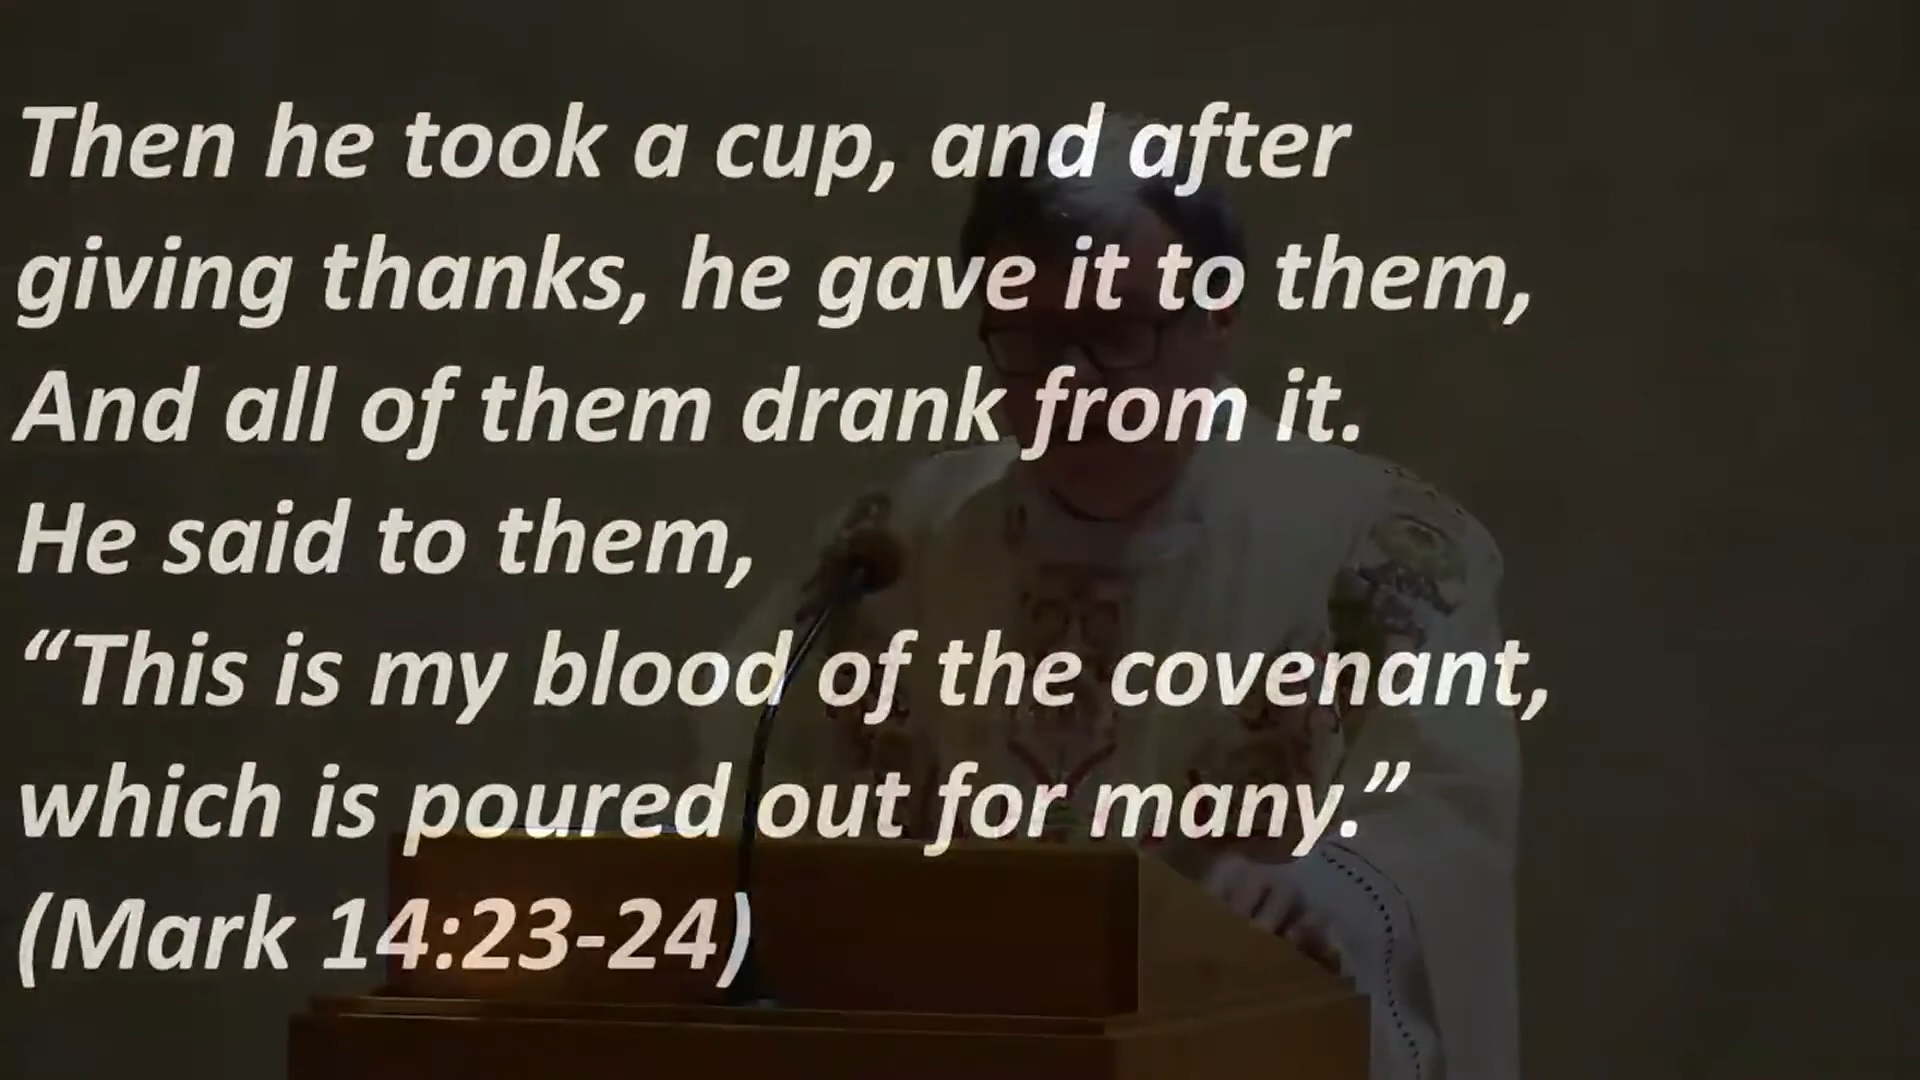 Then he took a cup, and after
giving thanks, he gave it to them,
And all of them drank from it.
He said to them,
“This is my blood of the covenant,
which is poured out for many.”
(Mark 14:23-24)